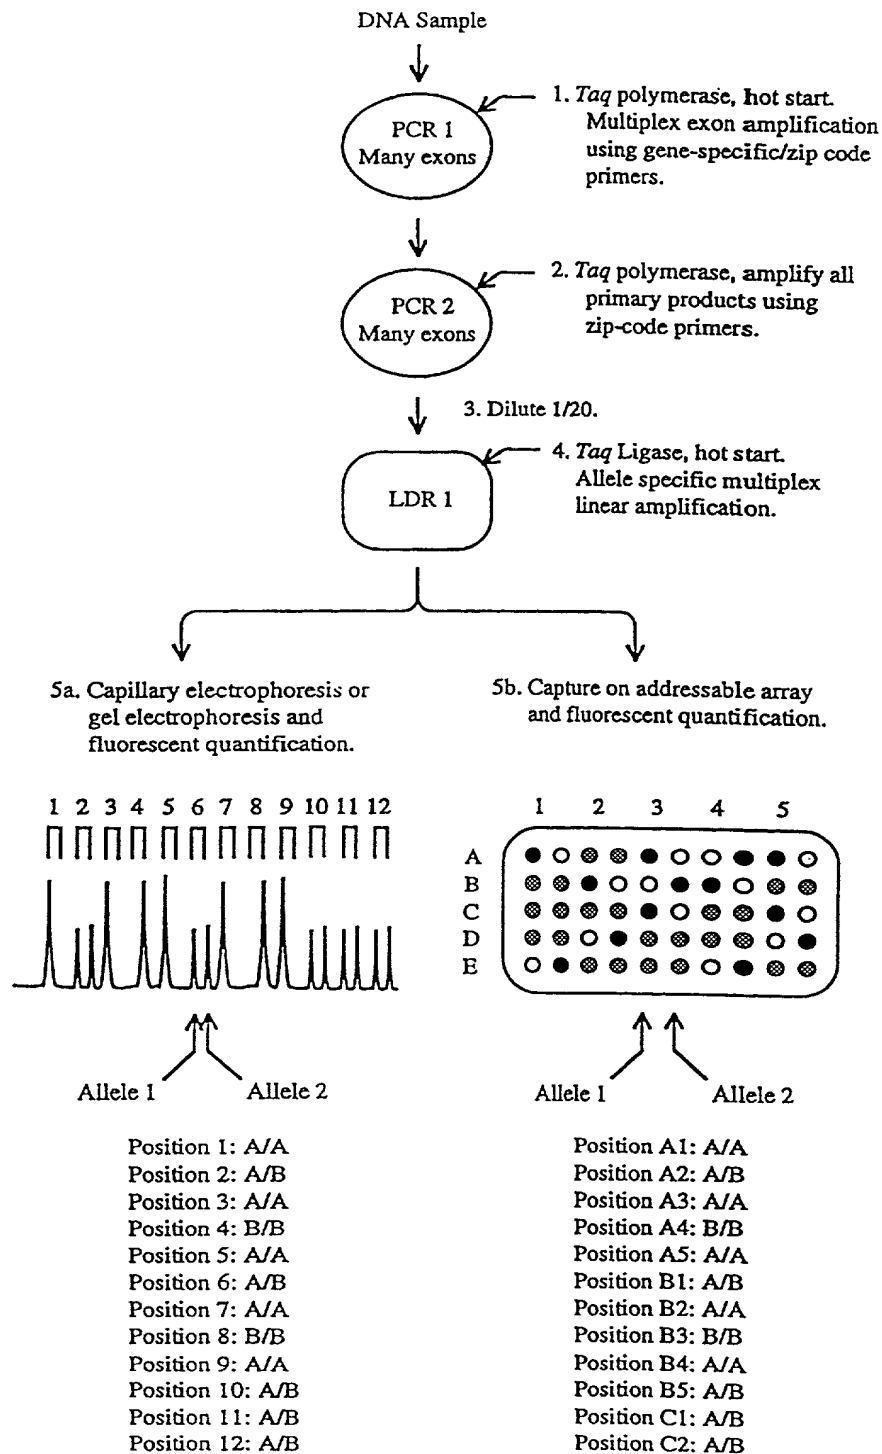 DNA Sample
PCR 1
Many exons
1. Taq polymerase, hot start.
Multiplex exon amplification
using gene-specific/zip code
primers.
PCR 2
Many exons
2. Taq polymerase, amplify all
primary products using
zip-code primers.
3. Dilute 1/20.
LDR 1
4. Taq Ligase, hot start.
Allele specific multiplex
linear amplification.
5a. Capillary electrophoresis or
gel electrophoresis and
fluorescent quantification.
5b. Capture on addressable array
and fluorescent quantification.
1 2 3 4 5 6 7 8 9 10 11 12
1 2 3 4 5
A
B
C
D
E
Allele 1 Allele 2
Allele 1 Allele 2
Position 1: A/A
Position 2: A/B
Position 3: A/A
Position 4: B/B
Position 5: A/A
Position 6: A/B
Position 7: A/A
Position 8: B/B
Position 9: A/A
Position 10: A/B
Position 11: A/B
Position 12: A/B
Position A1: A/A
Position A2: A/B
Position A3: A/A
Position A4: B/B
Position A5: A/A
Position B1: A/B
Position B2: A/A
Position B3: B/B
Position B4: A/A
Position B5: A/B
Position C1: A/B
Position C2: A/B